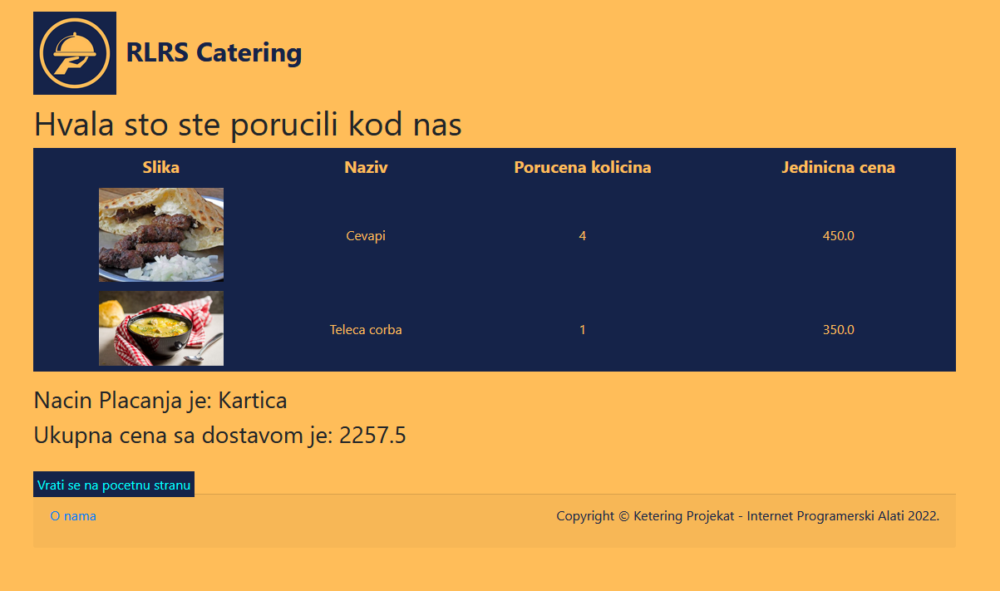 RLRS Catering
Hvala sto ste porucili kod nas
Slika Naziv Porucena kolicina Jedinicna cena
Cevapi 4 450.0
Teleca corba 1 350.0
Nacin Placanja je: Kartica
Ukupna cena sa dostavom je: 2257.5
Vrati se na pocetnu stranu
O nama Copyright © Ketering Projekat - Internet Programerski Alati 2022.